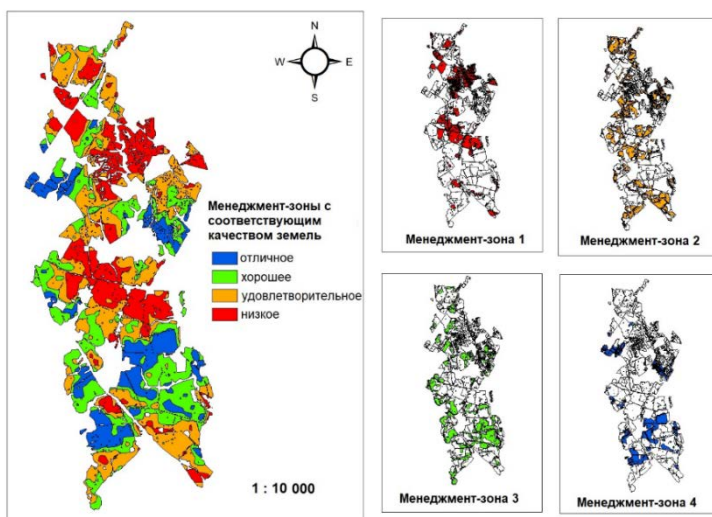 N
W E
S
Менеджмент-зоны с
соответствующим
качеством земель
отличное
хорошее
удовлетворительное
низкое
1 : 10 000
Менеджмент-зона 1
Менеджмент-зона 2
Менеджмент-зона 3
Менеджмент-зона 4